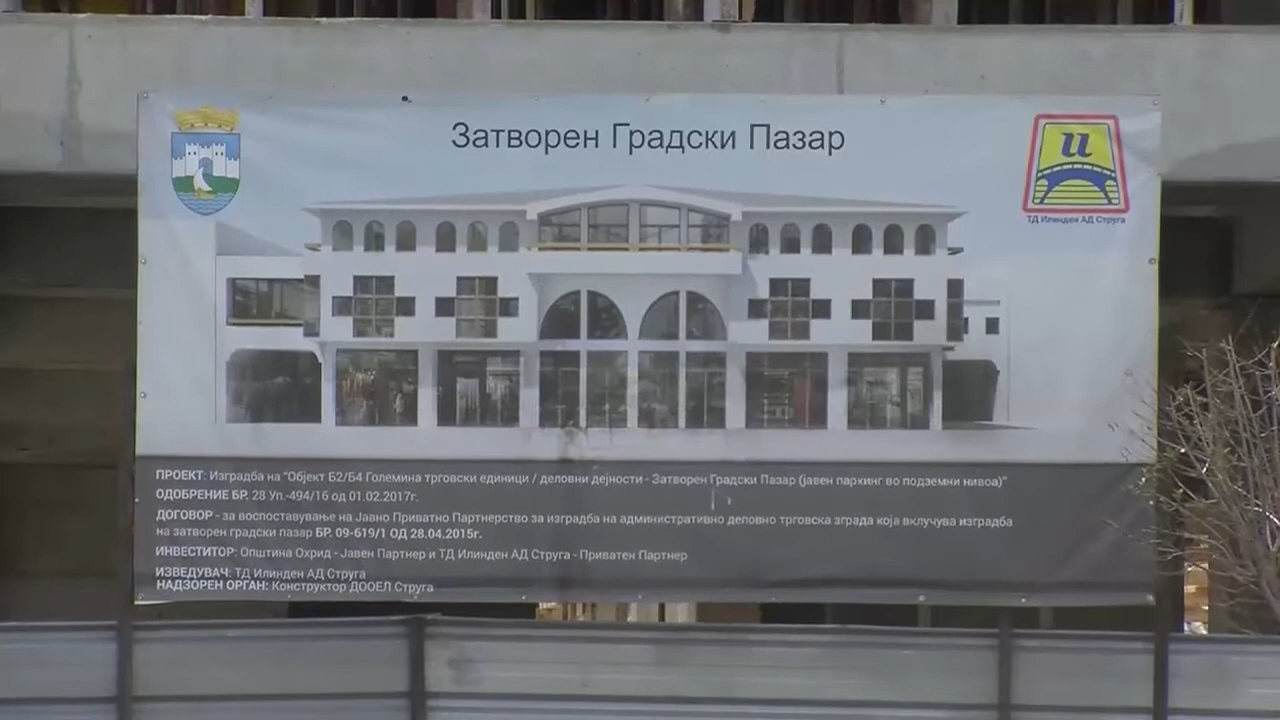 Затворен Градски Пазар
и
ТД Илинден АД Струга
ПРОЕКТ: Изградба на "Објект Б2/Б4 Големина трговски единици / деловни дејности - Затворен Градски Пазар (јавен паркинг во подземни нивоа)"
ОДОБРЕНИЕ БР. 28 Уп.-494/16 од 01.02.2017г.
ДОГОВОР - за воспоставување на Јавно Приватно Партнерство за изградба на административно деловно трговска зграда која вклучува изградба
на затворен градски пазар БР. 09-619/1 ОД 28.04.2015г.
ИНВЕСТИТОР: Општина Охрид - Јавен Партнер и ТД Илинден АД Струга - Приватен Партнер
ИЗВЕДУВАЧ: ТД Илинден АД Струга
НАДЗОРЕН ОРГАН: Конструктор ДООЕЛ Струга